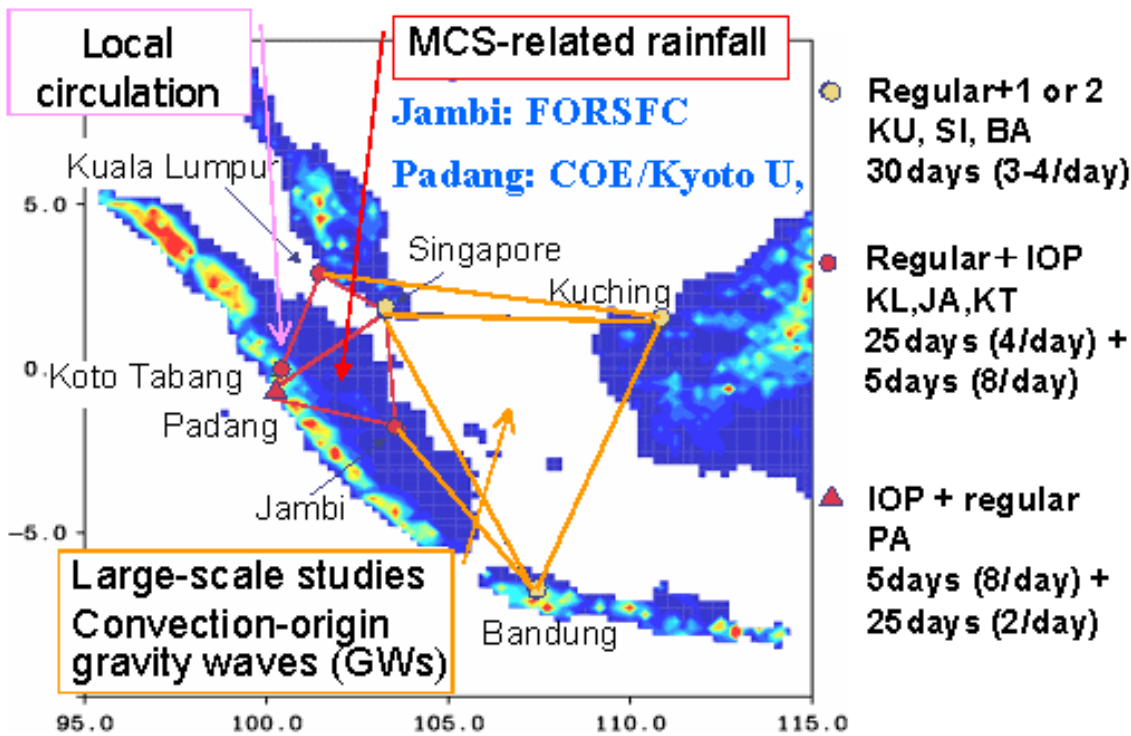 Local
circulation
MCS-related rainfall
Jambi: FORSFC
Padang: COE/Kyoto U,
Kuala Lumpur
Singapore
Kuching
Koto Tabang
Padang
Jambi
Bandung
Large-scale studies
Convection-origin
gravity waves (GWs)
5.0
0.
-5.0
95.0
100.0
105.0
110.0
115.0
Regular+1 or 2
KU, SI, BA
30days (3-4/day)
Regular+ IOP
KL,JA,KT
25days (4/day) +
5days (8/day)
IOP + regular
PA
5days (8/day) +
25days (2/day)